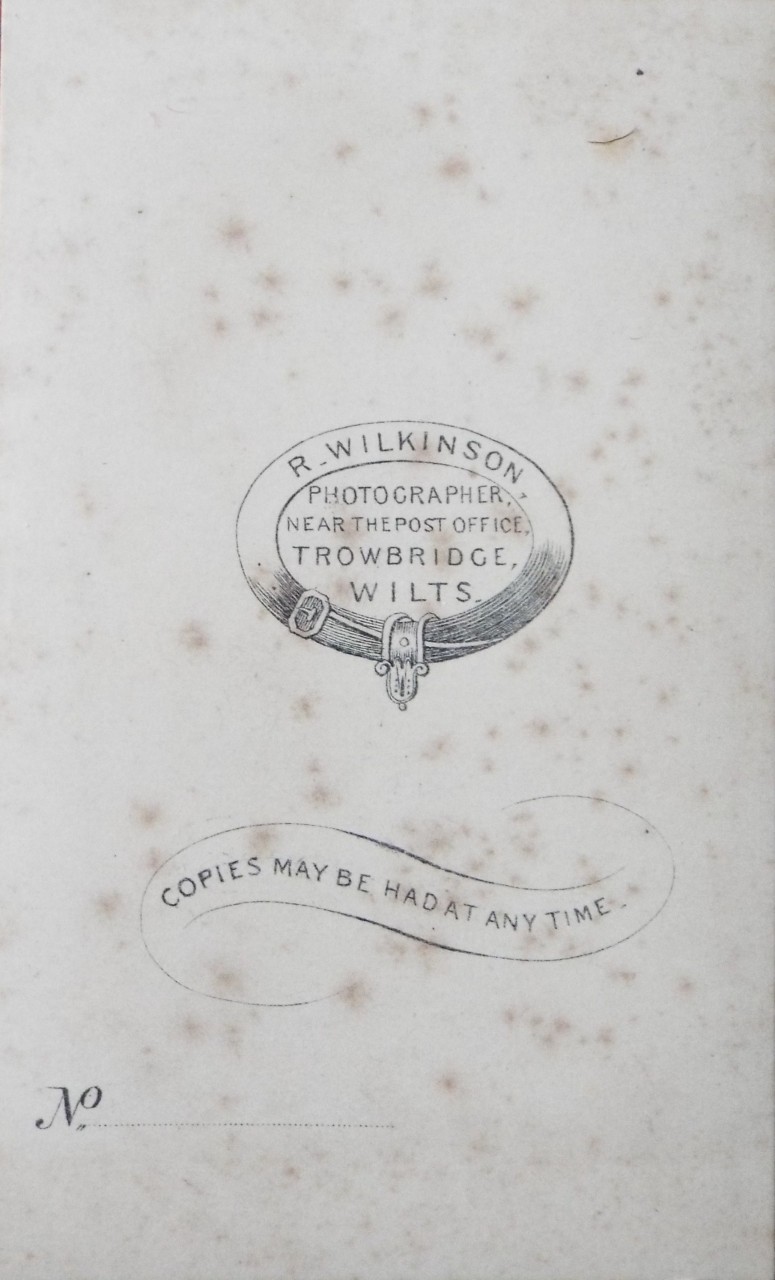 R. WILKINSON,
PHOTOGRAPHER,
NEAR THE POST OFFICE,
TROWBRIDGE,
WILTS.
COPIES MAY BE HAD AT ANY TIME.
No